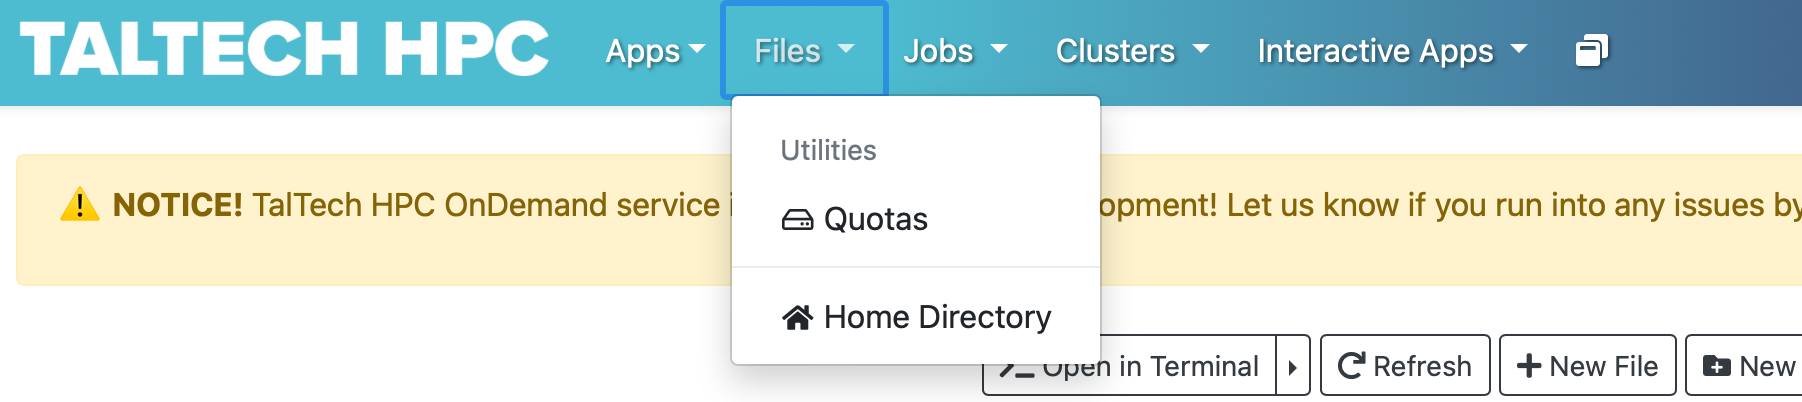 TALTECH HPC Apps Files Jobs Clusters Interactive Apps
Utilities
NOTICE! TalTech HPC OnDemand service opment! Let us know if you run into any issues by
Quotas
Home Directory
Open in Terminal Refresh New File New